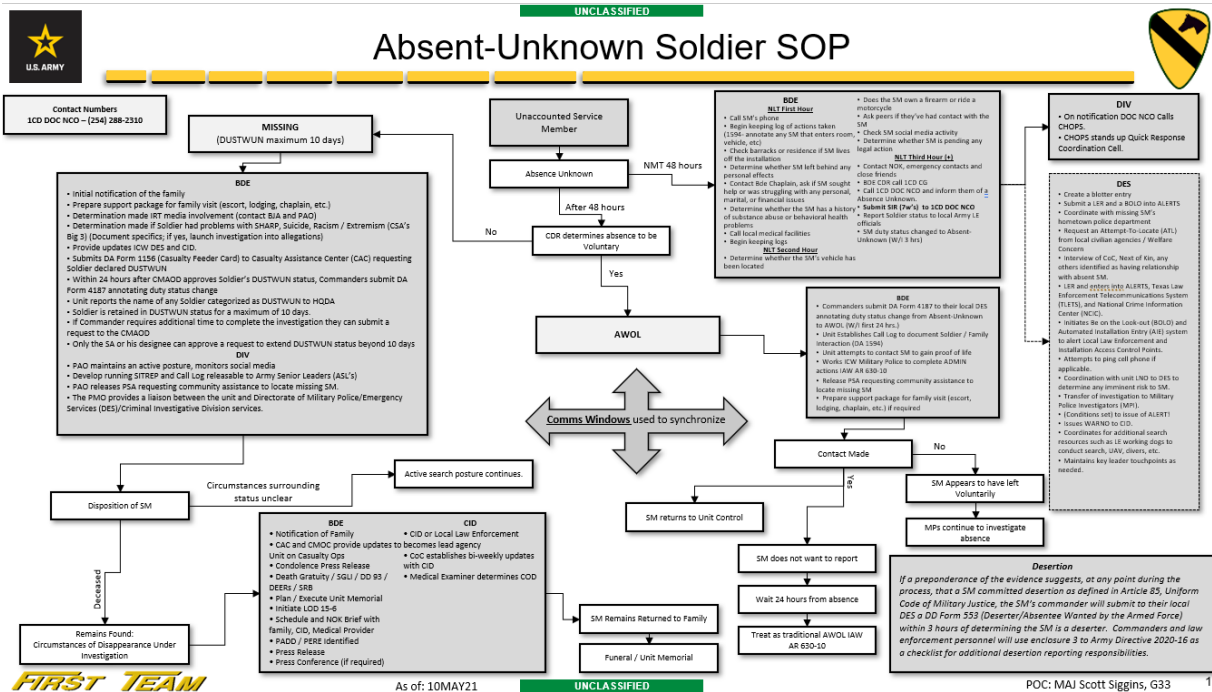 UNCLASSIFIED
U.S. ARMY
Absent-Unknown Soldier SOP
Contact Numbers
1CD DOC NCO – (254) 288-2310
MISSING
(DUSTWUN maximum 10 days)
Unaccounted Service
Member
Absence Unknown
NMT 48 hours
After 48 hours
No
CDR determines absence to be
Voluntary
Yes
AWOL
BDE
NLT First Hour
• Call SM's phone
• Begin keeping log of actions taken
(1594- annotate any SM that enters room,
vehicle, etc)
• Check barracks or residence if SM lives
off the installation
• Determine whether SM left behind any
personal effects
• Contact Bde Chaplain, ask if SM sought
help or was struggling with any personal,
marital, or financial issues
• Determine whether SM has a history
of substance abuse or behavioral health
problems
• Call local medical facilities
• Begin keeping logs
NLT Second Hour
• Determine whether the SM's vehicle has
been located
• Does the SM own a firearm or ride a
motorcycle
• Ask peers if they've had contact with the
SM
• Check SM social media activity
• Determine whether SM is pending any
legal action
NLT Third Hour (+)
• Contact NOK, emergency contacts and
close friends
• BDE CDR call 1CD CG
• Call 1CD DOC NCO and inform them of a
Absence Unknown.
• Submit SIR (7w's) to 1CD DOC NCO
• Report Soldier status to local Army LE
officials
• SM duty status changed to Absent-
Unknown (W/i 3 hrs)
DIV
• On notification DOC NCO Calls
CHOPS.
• CHOPS stands up Quick Response
Coordination Cell.
DES
• Create a blotter entry
• Submit a LER and a BOLO into ALERTS
• Coordinate with missing SM's
hometown police department
• Request an Attempt-To-Locate (ATL)
from local civilian agencies / Welfare
Concern
• Interview of CoC, Next of Kin, any
others identified as having relationship
with absent SM.
• LER and enters into ALERTS, Texas Law
Enforcement Telecommunications System
(TLETS), and National Crime Information
Center (NCIC).
• Initiates Be on the Look-out (BOLO) and
Automated Installation Entry (AIE) system
to alert Local Law Enforcement and
Installation Access Control Points.
• Attempts to ping cell phone if
applicable.
• Coordination with unit LNO to DES to
determine any imminent risk to SM.
• Transfer of investigation to Military
Police Investigators (MPI).
• (Conditions set) to issue of ALERT!
• Issues WARNO to CID.
• Coordinates for additional search
resources such as LE working dogs to
conduct search, UAV, divers, etc.
• Maintains key leader touchpoints as
needed.
BDE
• Initial notification of the family
• Prepare support package for family visit (escort, lodging, chaplain, etc.)
• Determination made IRT media involvement (contact BJA and PAO)
• Determination made if Soldier had problems with SHARP, Suicide, Racism / Extremism (CSA's
Big 3) (Document specifics; if yes, launch investigation into allegations)
• Provide updates ICW DES and CID.
• Submits DA Form 1156 (Casualty Feeder Card) to Casualty Assistance Center (CAC) requesting
Soldier declared DUSTWUN
• Within 24 hours after CMAOD approves Soldier's DUSTWUN status, Commanders submit DA
Form 4187 annotating duty status change
• Unit reports the name of any Soldier categorized as DUSTWUN to HQDA
• Soldier is retained in DUSTWUN status for a maximum of 10 days.
• If Commander requires additional time to complete the investigation they can submit a
request to the CMAOD
• Only the SA or his designee can approve a request to extend DUSTWUN status beyond 10 days
DIV
• PAO maintains an active posture, monitors social media
• Develop running SITREP and Call Log releasable to Army Senior Leaders (ASL's)
• PAO releases PSA requesting community assistance to locate missing SM.
• The PMO provides a liaison between the unit and Directorate of Military Police/Emergency
Services (DES)/Criminal Investigative Division services.
BDE
• Commanders submit DA Form 4187 to their local DES
annotating duty status change from Absent-Unknown
to AWOL (W/i first 24 hrs.)
• Unit Establishes Call Log to document Soldier / Family
Interaction (DA 1594)
• Unit attempts to contact SM to gain proof of life
• Works ICW Military Police to complete ADMIN
actions IAW AR 630-10
• Release PSA requesting community assistance to
locate missing SM
• Prepare support package for family visit (escort,
lodging, chaplain, etc.) if required
Comms Windows used to synchronize
Contact Made
No
Yes
SM Appears to have left
Voluntarily
MPs continue to investigate
absence
SM returns to Unit Control
SM does not want to report
Wait 24 hours from absence
Treat as traditional AWOL IAW
AR 630-10
Disposition of SM
Circumstances surrounding
status unclear
Active search posture continues.
Deceased
Remains Found:
Circumstances of Disappearance Under
Investigation
BDE
• Notification of Family
• CAC and CMOC provide updates to
Unit on Casualty Ops
• Condolence Press Release
• Death Gratuity / SGLI / DD 93 /
DEERs / SRB
• Plan / Execute Unit Memorial
• Initiate LOD 15-6
• Schedule and NOK Brief with
family, CID, Medical Provider
• PADD / PERE Identified
• Press Release
• Press Conference (if required)
CID
• CID or Local Law Enforcement
becomes lead agency
• CoC establishes bi-weekly updates
with CID
• Medical Examiner determines COD
SM Remains Returned to Family
Funeral / Unit Memorial
Desertion
If a preponderance of the evidence suggests, at any point during the
process, that a SM committed desertion as defined in Article 85, Uniform
Code of Military Justice, the SM's commander will submit to their local
DES a DD Form 553 (Deserter/Absentee Wanted by the Armed Force)
within 3 hours of determining the SM is a deserter. Commanders and law
enforcement personnel will use enclosure 3 to Army Directive 2020-16 as
a checklist for additional desertion reporting responsibilities.
FIRST TEAM
As of: 10MAY21
UNCLASSIFIED
POC: MAJ Scott Siggins, G33
1